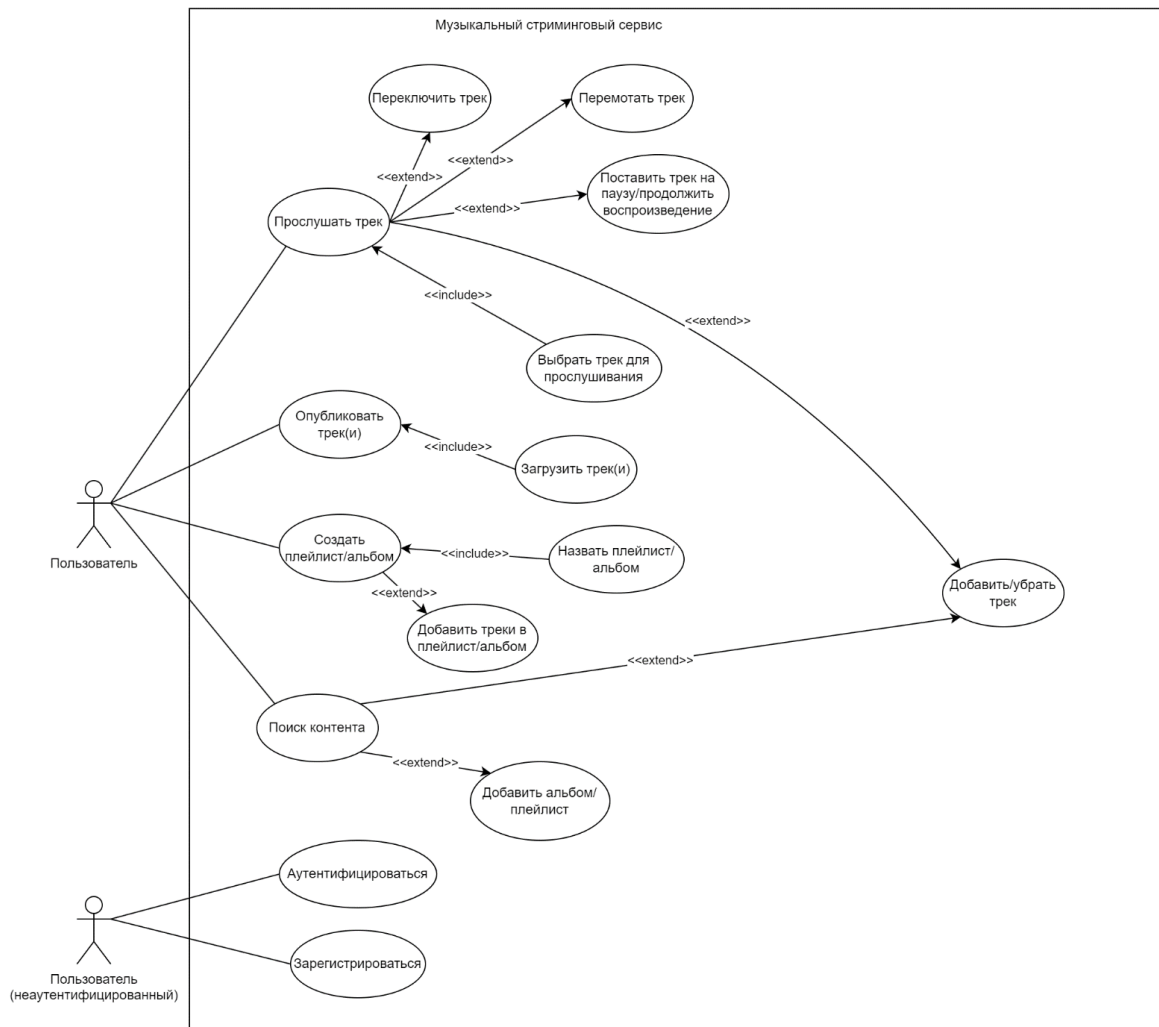 Музыкальный стриминговый сервис
Переключить трек
Перемотать трек
<<extend>>
<<extend>>
Поставить трек на
паузу/продолжить
воспроизведение
<<extend>>
Прослушать трек
<<include>>
<<extend>>
Выбрать трек для
прослушивания
Опубликовать
трек(и)
<<include>>
Загрузить трек(и)
Пользователь
Создать
плейлист/альбом
<<include>>
Назвать плейлист/
альбом
<<extend>>
Добавить треки в
плейлист/альбом
Добавить/убрать
трек
<<extend>>
Поиск контента
<<extend>>
Добавить альбом/
плейлист
Аутентифицироваться
Зарегистрироваться
Пользователь
(неаутентифицированный)